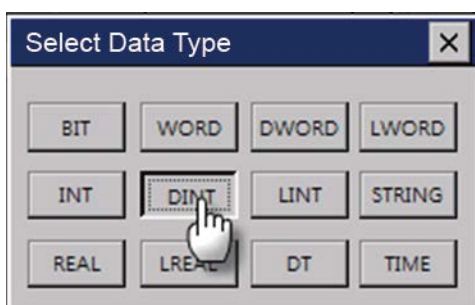 Select Data Type
BIT WORD DWORD LWORD
INT DINT LINT STRING
REAL LREAL DT TIME